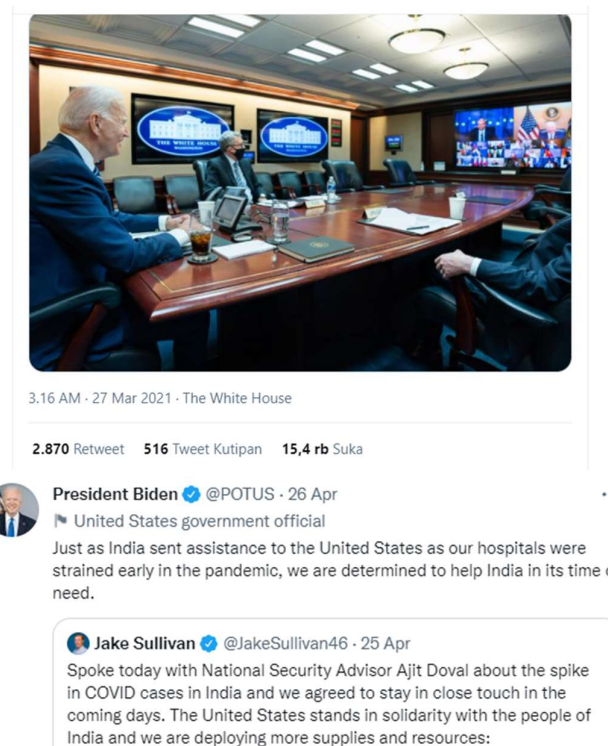 THE WHITE HOUSE
WASHINGTON
THE WHITE HOUSE
WASHINGTON
3.16 AM · 27 Mar 2021 · The White House
2.870 Retweet 516 Tweet Kutipan 15,4 rb Suka
President Biden @POTUS · 26 Apr
United States government official
Just as India sent assistance to the United States as our hospitals were
strained early in the pandemic, we are determined to help India in its time
need.
Jake Sullivan @JakeSullivan46 · 25 Apr
Spoke today with National Security Advisor Ajit Doval about the spike
in COVID cases in India and we agreed to stay in close touch in the
coming days. The United States stands in solidarity with the people of
India and we are deploying more supplies and resources: